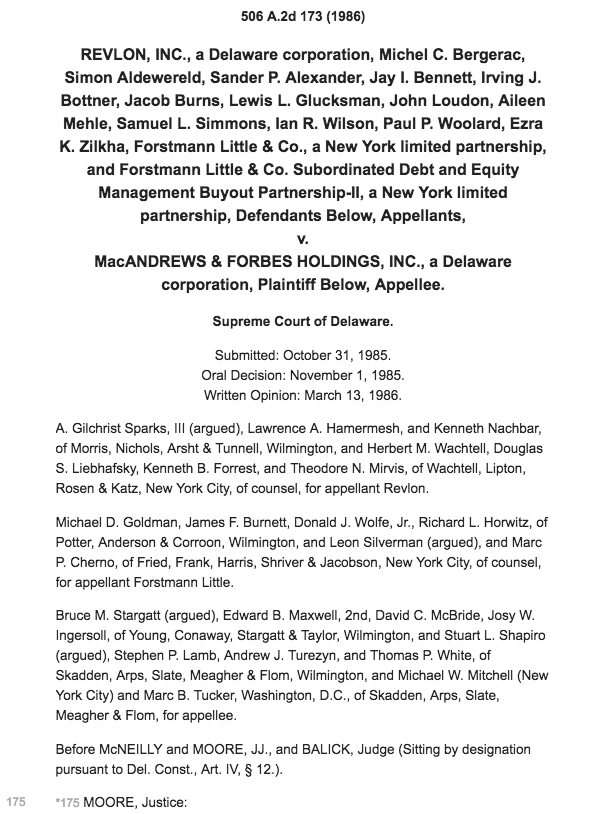 506 A.2d 173 (1986)
REVLON, INC., a Delaware corporation, Michel C. Bergerac,
Simon Aldewereld, Sander P. Alexander, Jay I. Bennett, Irving J.
Bottner, Jacob Burns, Lewis L. Glucksman, John Loudon, Aileen
Mehle, Samuel L. Simmons, Ian R. Wilson, Paul P. Woolard, Ezra
K. Zilkha, Forstmann Little & Co., a New York limited partnership,
and Forstmann Little & Co. Subordinated Debt and Equity
Management Buyout Partnership-II, a New York limited
partnership, Defendants Below, Appellants,
v.
MacANDREWS & FORBES HOLDINGS, INC., a Delaware
corporation, Plaintiff Below, Appellee.
Supreme Court of Delaware.
Submitted: October 31, 1985.
Oral Decision: November 1, 1985.
Written Opinion: March 13, 1986.
A. Gilchrist Sparks, III (argued), Lawrence A. Hamermesh, and Kenneth Nachbar,
of Morris, Nichols, Arsht & Tunnell, Wilmington, and Herbert M. Wachtell, Douglas
S. Liebhafsky, Kenneth B. Forrest, and Theodore N. Mirvis, of Wachtell, Lipton,
Rosen & Katz, New York City, of counsel, for appellant Revlon.
Michael D. Goldman, James F. Burnett, Donald J. Wolfe, Jr., Richard L. Horwitz, of
Potter, Anderson & Corroon, Wilmington, and Leon Silverman (argued), and Marc
P. Cherno, of Fried, Frank, Harris, Shriver & Jacobson, New York City, of counsel,
for appellant Forstmann Little.
Bruce M. Stargatt (argued), Edward B. Maxwell, 2nd, David C. McBride, Josy W.
Ingersoll, of Young, Conaway, Stargatt & Taylor, Wilmington, and Stuart L. Shapiro
(argued), Stephen P. Lamb, Andrew J. Turezyn, and Thomas P. White, of
Skadden, Arps, Slate, Meagher & Flom, Wilmington, and Michael W. Mitchell (New
York City) and Marc B. Tucker, Washington, D.C., of Skadden, Arps, Slate,
Meagher & Flom, for appellee.
Before McNEILLY and MOORE, JJ., and BALICK, Judge (Sitting by designation
pursuant to Del. Const., Art. IV, § 12.).
175 *175 MOORE, Justice: